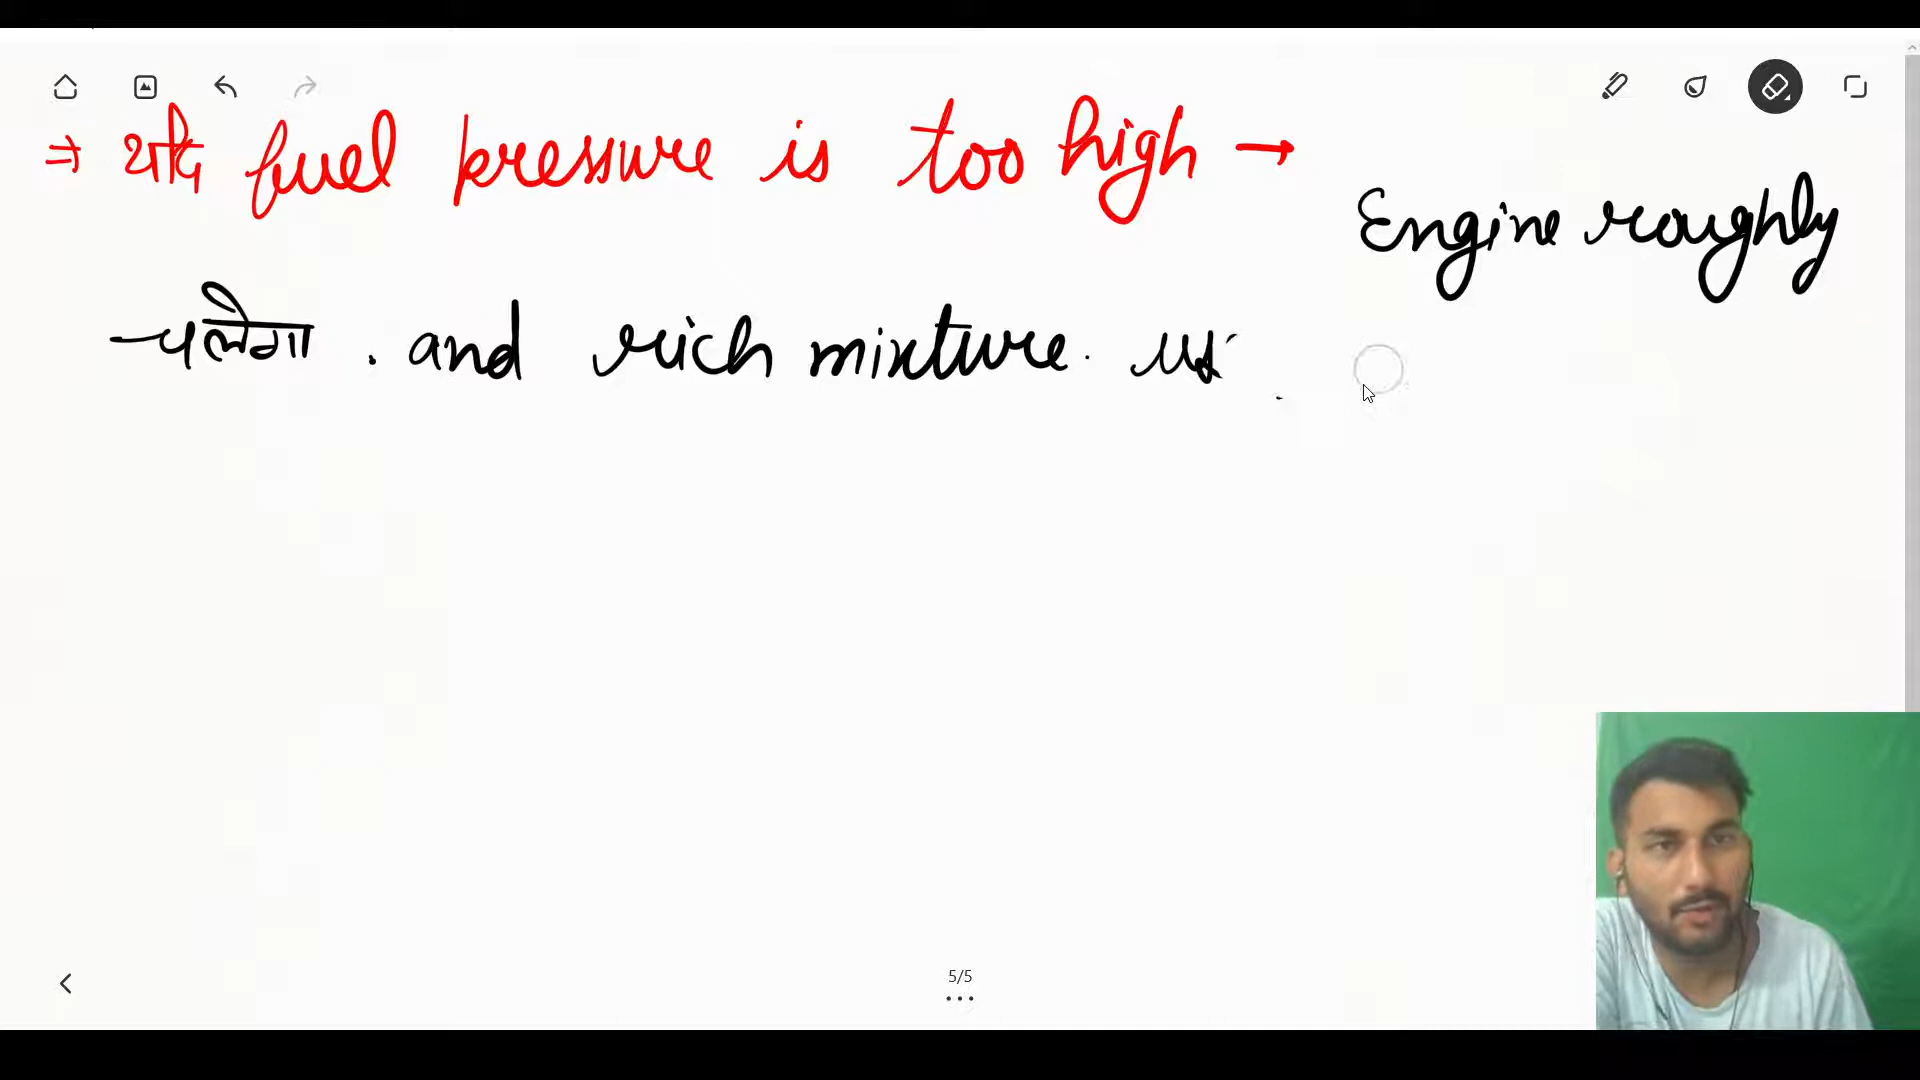 ⇒ यदि fuel pressure is too high →
Engine roughly
चलेगा . and rich mixture.
5/5